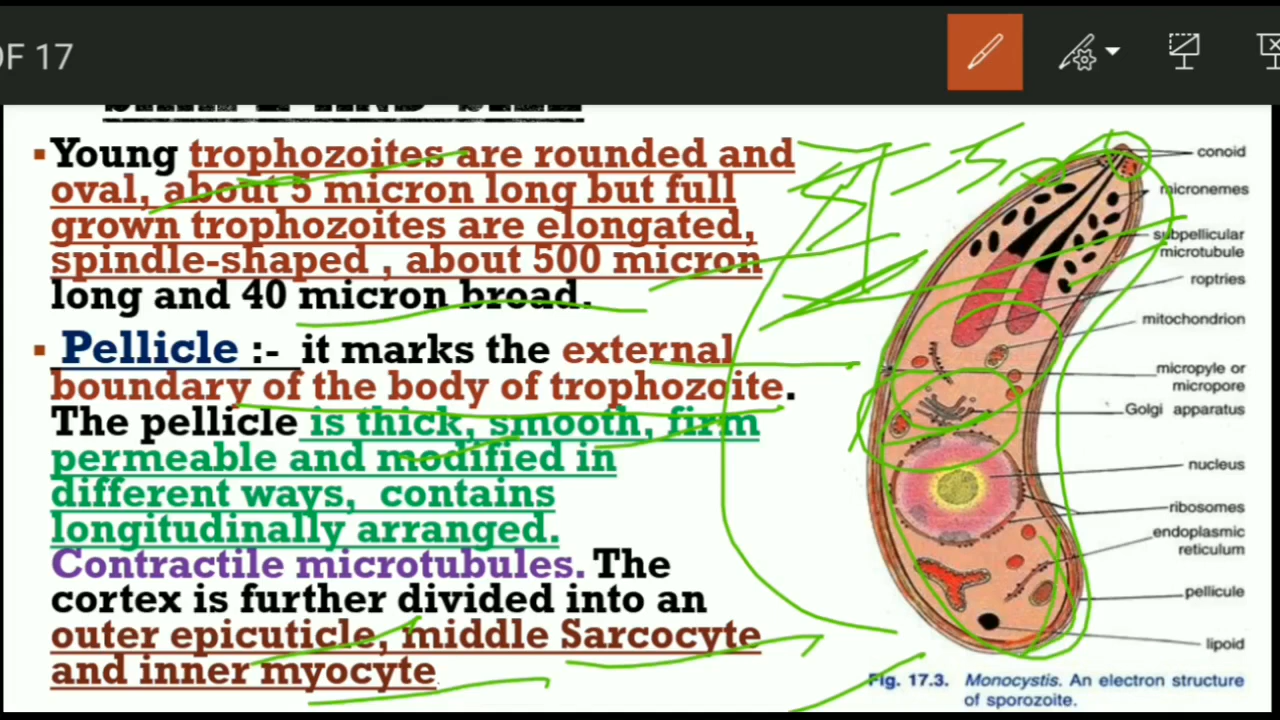 OF 17
SHAPE AND SIZE
▪Young trophozoites are rounded and
oval, about 5 micron long but full
grown trophozoites are elongated,
spindle-shaped , about 500 micron
long and 40 micron broad.
▪ Pellicle :- it marks the external
boundary of the body of trophozoite.
The pellicle is thick, smooth, firm
permeable and modified in
different ways, contains
longitudinally arranged.
Contractile microtubules. The
cortex is further divided into an
outer epicuticle, middle Sarcocyte
and inner myocyte
conoid
micronemes
subpellicular
microtubule
roptries
mitochondrion
micropyle or
micropore
Golgi apparatus
nucleus
ribosomes
endoplasmic
reticulum
pellicule
lipoid
Fig. 17.3. Monocystis. An electron structure
of sporozoite.